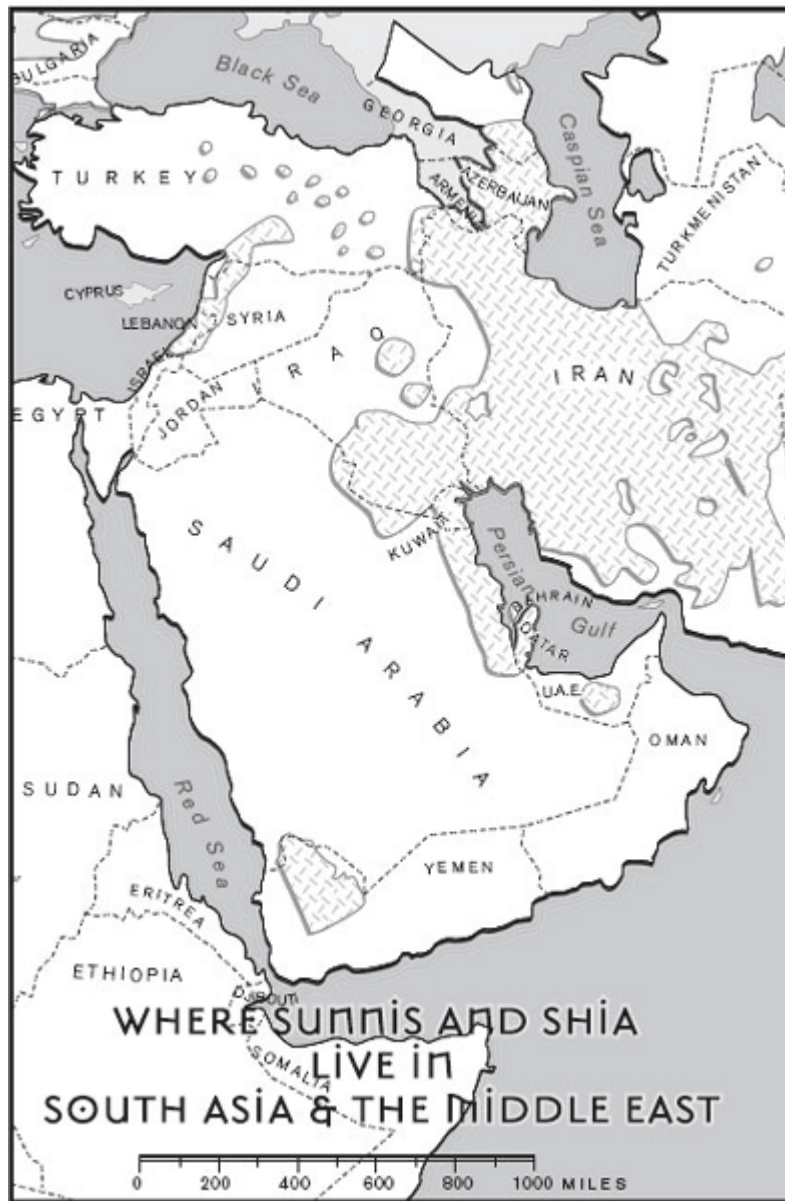 BULGARIA
Black Sea
GEORGIA
Caspian Sea
TURKEY
ARMENIA
AZERBAIJAN
TURKMENISTAN
CYPRUS
LEBANON
SYRIA
ISRAEL
IRAQ
IRAN
EGYPT
JORDAN
KUWAIT
SAUDI ARABIA
Persian Gulf
BAHRAIN
QATAR
U.A.E.
OMAN
SUDAN
Red Sea
YEMEN
ERITREA
ETHIOPIA
DJIBOUTI
SOMALIA
WHERE SUNNIS AND SHIA
LIVE IN
SOUTH ASIA & THE MIDDLE EAST
0 200 400 600 800 1000 MILES